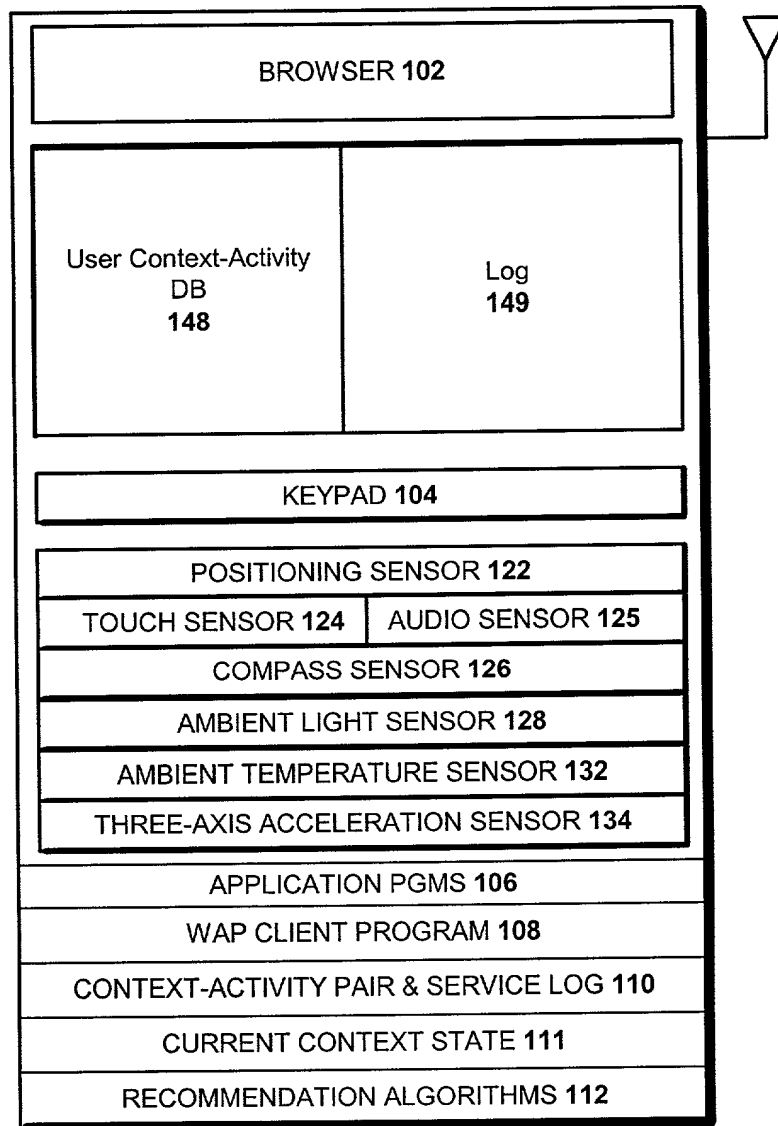 BROWSER 102
User Context-Activity
DB
148
Log
149
KEYPAD 104
POSITIONING SENSOR 122
TOUCH SENSOR 124
AUDIO SENSOR 125
COMPASS SENSOR 126
AMBIENT LIGHT SENSOR 128
AMBIENT TEMPERATURE SENSOR 132
THREE-AXIS ACCELERATION SENSOR 134
APPLICATION PGMS 106
WAP CLIENT PROGRAM 108
CONTEXT-ACTIVITY PAIR & SERVICE LOG 110
CURRENT CONTEXT STATE 111
RECOMMENDATION ALGORITHMS 112